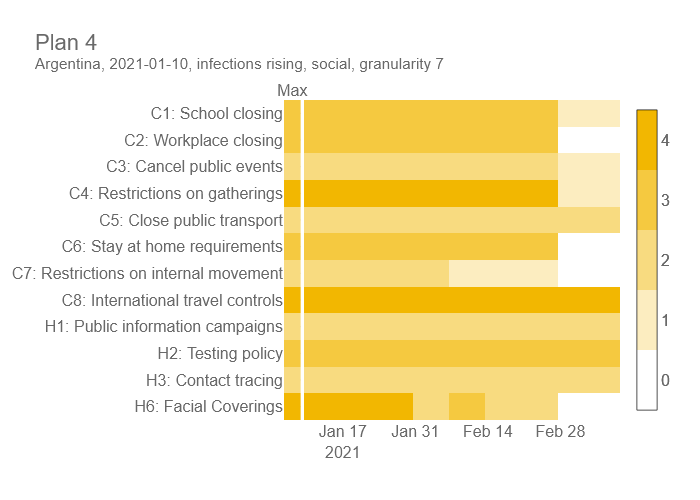 Plan 4
Argentina, 2021-01-10, infections rising, social, granularity 7
Max
C1: School closing
C2: Workplace closing
C3: Cancel public events
C4: Restrictions on gatherings
C5: Close public transport
C6: Stay at home requirements
C7: Restrictions on internal movement
C8: International travel controls
H1: Public information campaigns
H2: Testing policy
H3: Contact tracing
H6: Facial Coverings
Jan 17 Jan 31 Feb 14 Feb 28
2021
4
3
2
1
0